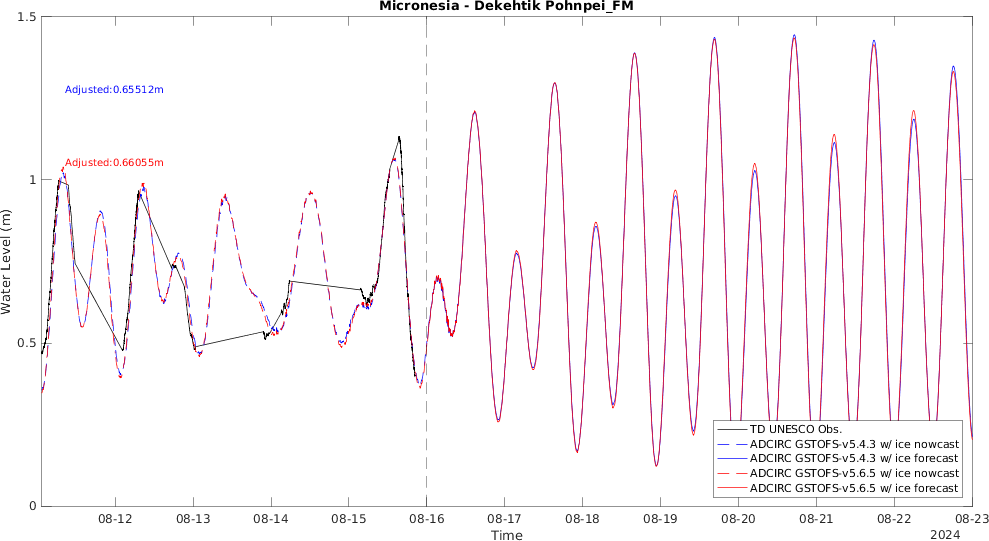 Micronesia - Dekehtik Pohnpei_FM
1.5
Adjusted:0.65512m
Adjusted:0.66055m
1
Water Level (m)
0.5
0
TD UNESCO Obs.
ADCIRC GSTOFS-v5.4.3 w/ ice nowcast
ADCIRC GSTOFS-v5.4.3 w/ ice forecast
ADCIRC GSTOFS-v5.6.5 w/ ice nowcast
ADCIRC GSTOFS-v5.6.5 w/ ice forecast
08-12 08-13 08-14 08-15 08-16 08-17 08-18 08-19 08-20 08-21 08-22 08-23
Time
2024